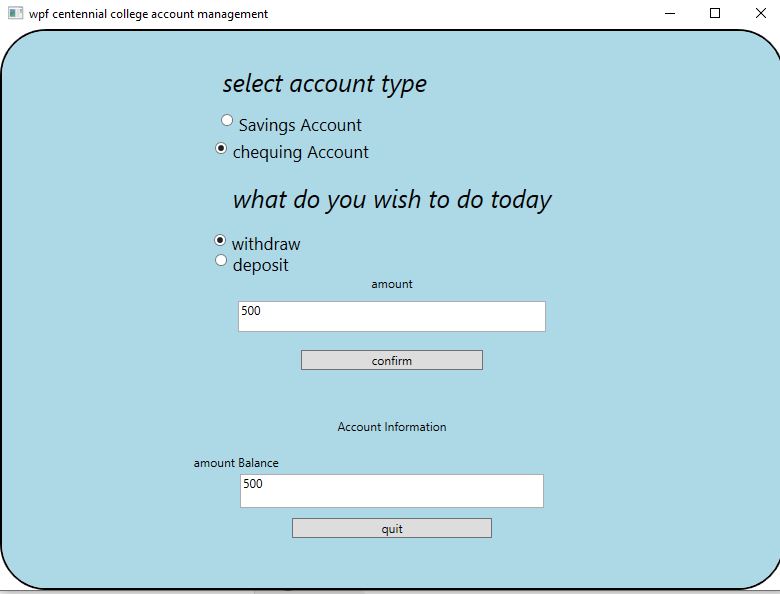 wpf centennial college account management
select account type
Savings Account
chequing Account
what do you wish to do today
withdraw
deposit
amount
500
confirm
Account Information
amount Balance
500
quit